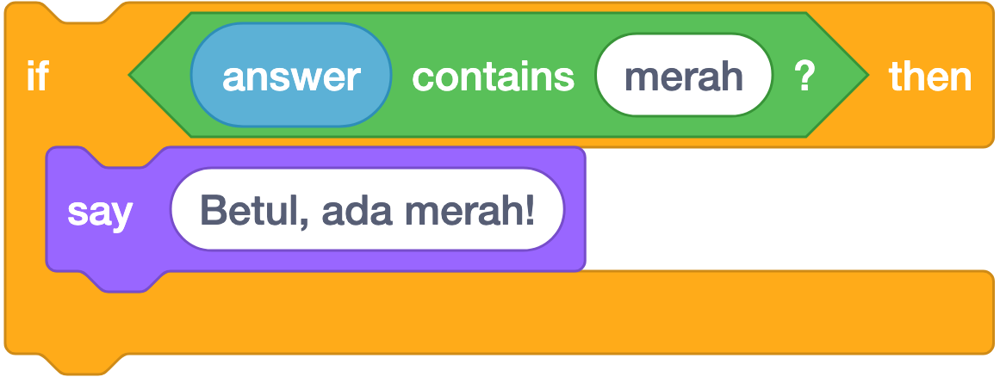 if answer contains merah ? then
say Betul, ada merah!